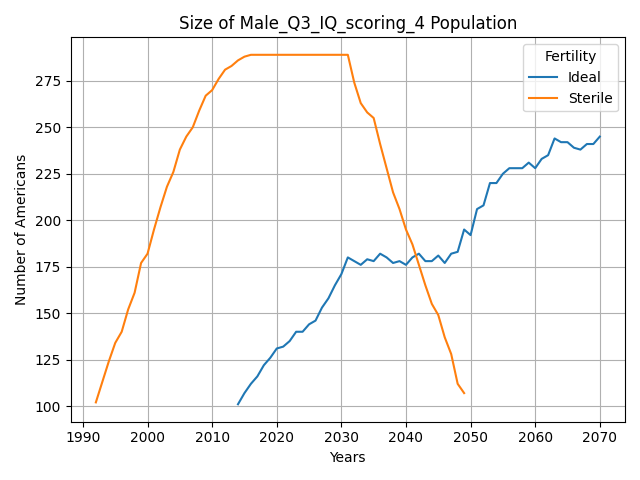 Size of Male_Q3_IQ_scoring_4 Population
Fertility
Ideal
Sterile
Number of Americans
275
250
225
200
175
150
125
100
1990 2000 2010 2020 2030 2040 2050 2060 2070
Years